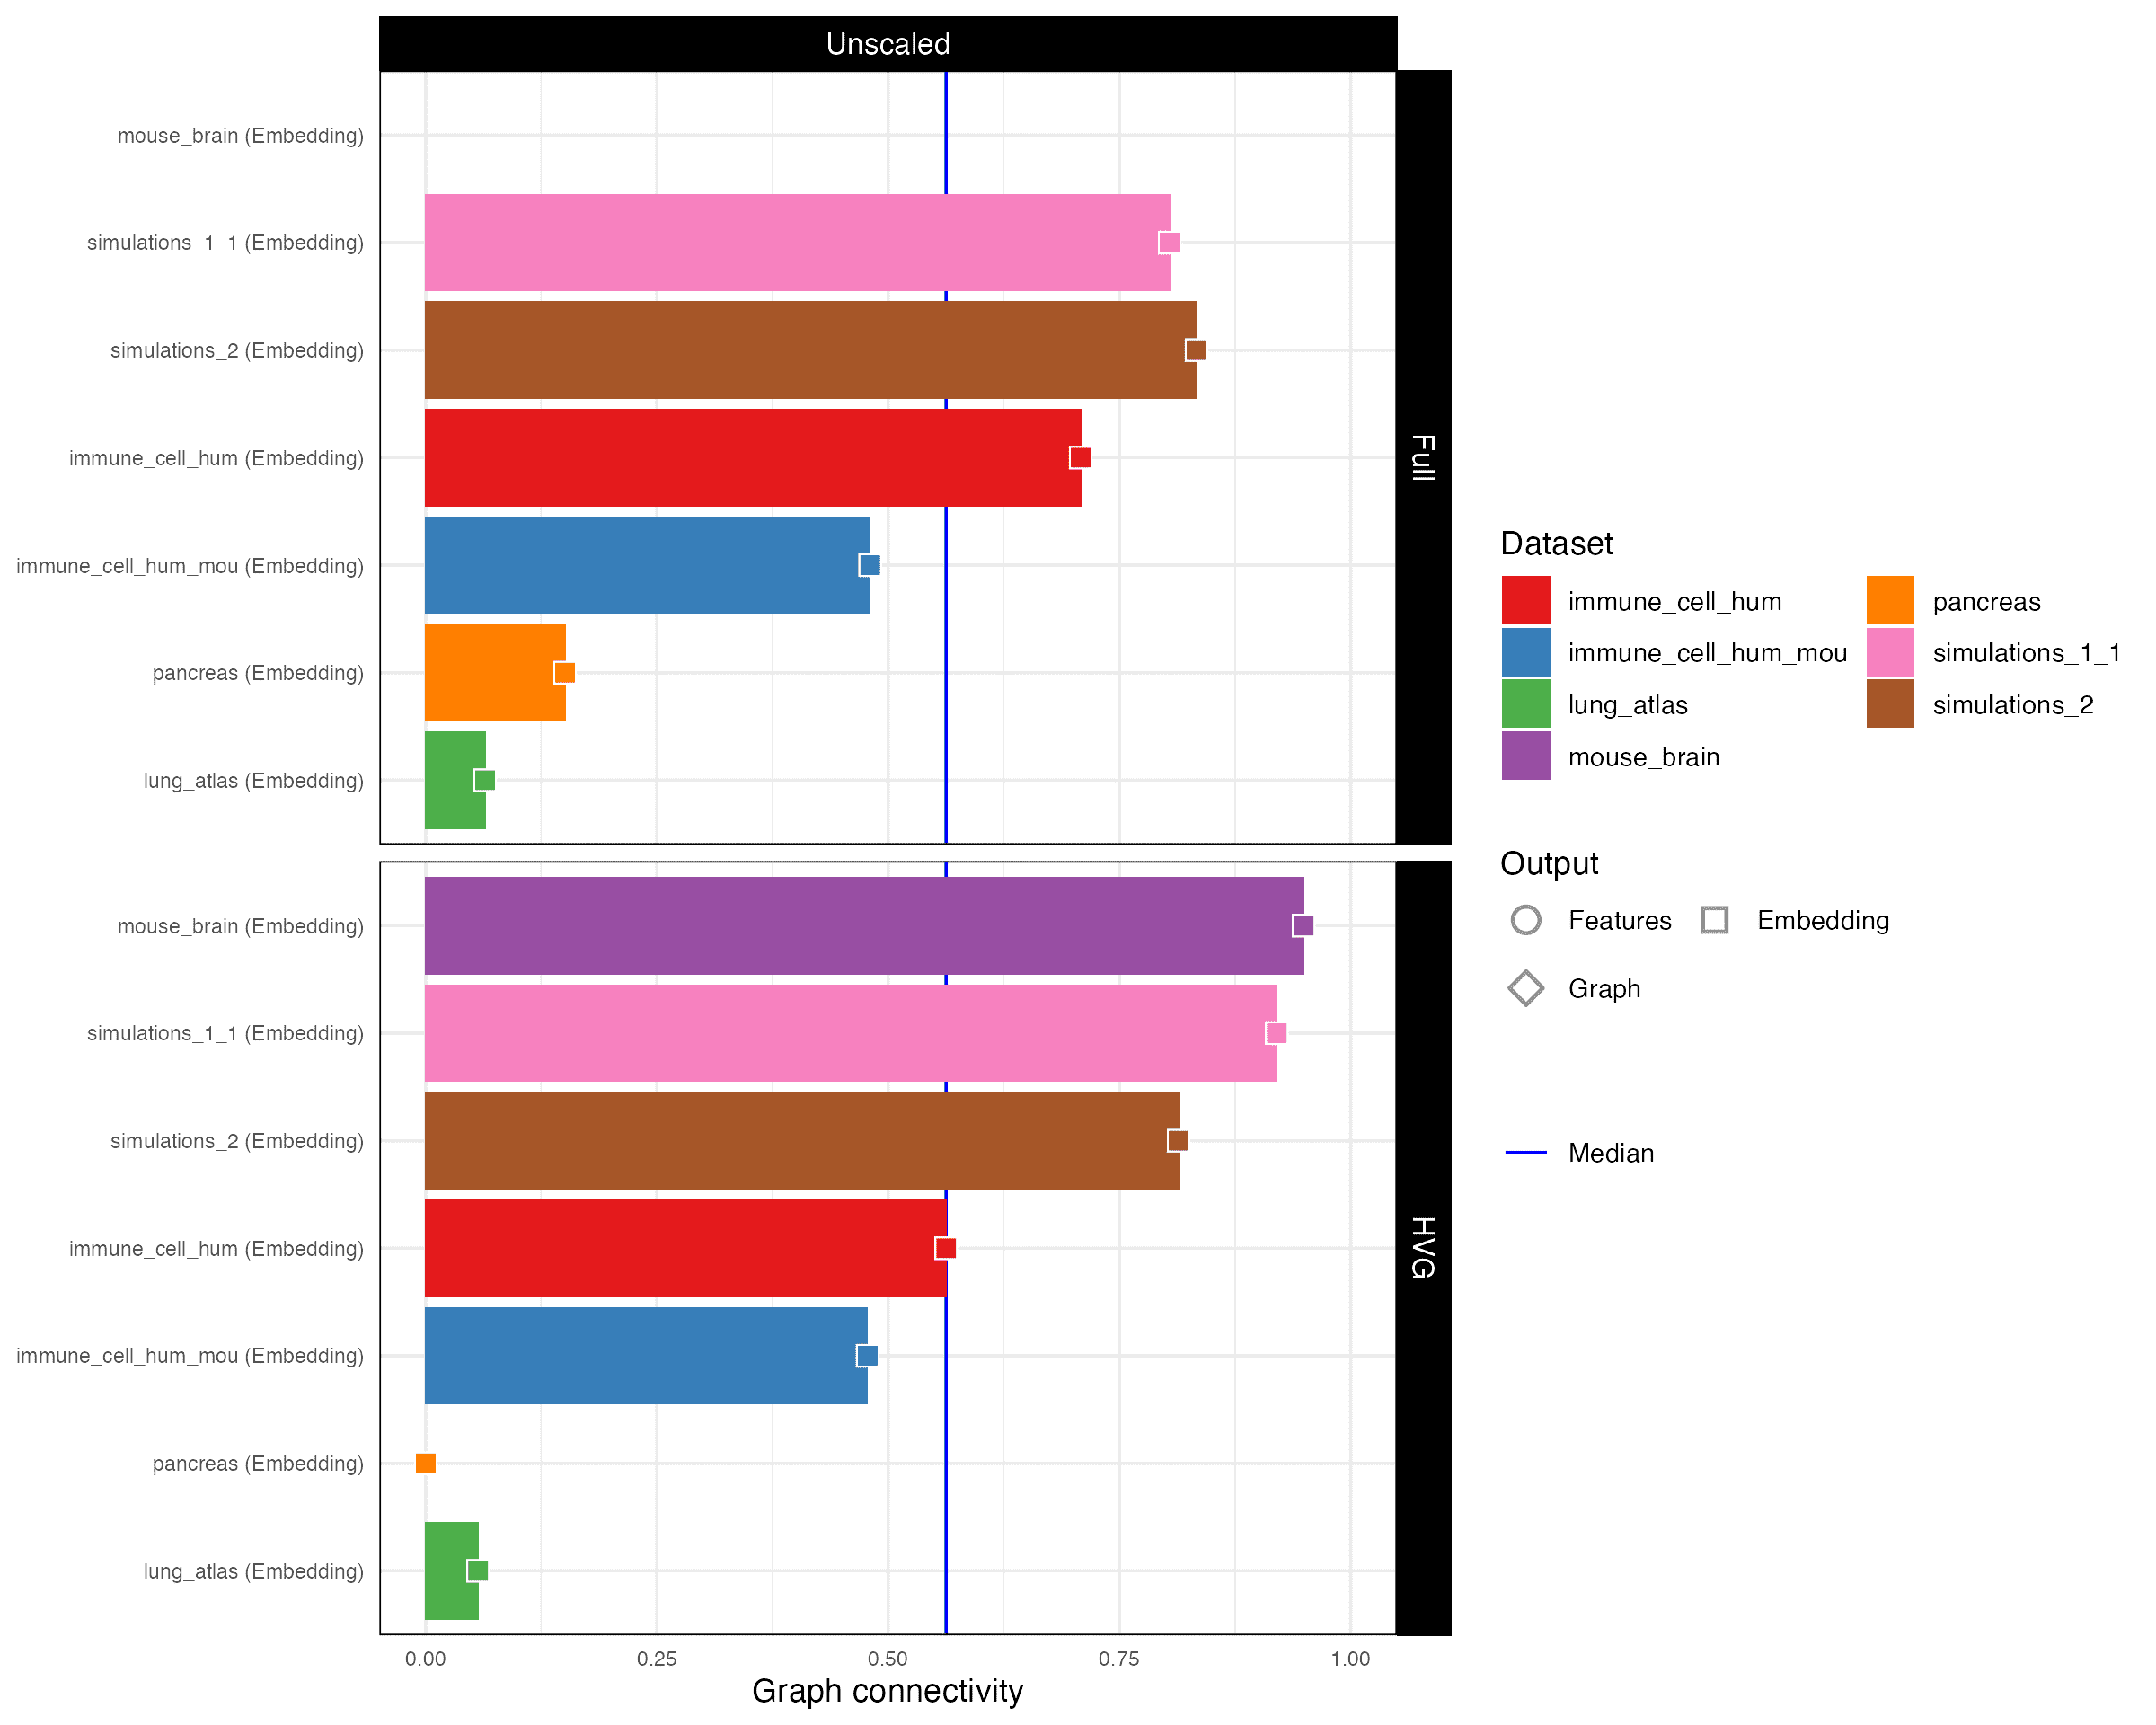 Unscaled
mouse_brain (Embedding)
simulations_1_1 (Embedding)
simulations_2 (Embedding)
immune_cell_hum (Embedding)
immune_cell_hum_mou (Embedding)
pancreas (Embedding)
lung_atlas (Embedding)
Full
mouse_brain (Embedding)
simulations_1_1 (Embedding)
simulations_2 (Embedding)
immune_cell_hum (Embedding)
immune_cell_hum_mou (Embedding)
pancreas (Embedding)
lung_atlas (Embedding)
HVG
0.00 0.25 0.50 0.75 1.00
Graph connectivity
Dataset
immune_cell_hum pancreas
immune_cell_hum_mou simulations_1_1
lung_atlas simulations_2
mouse_brain
Output
Features Embedding
Graph
Median